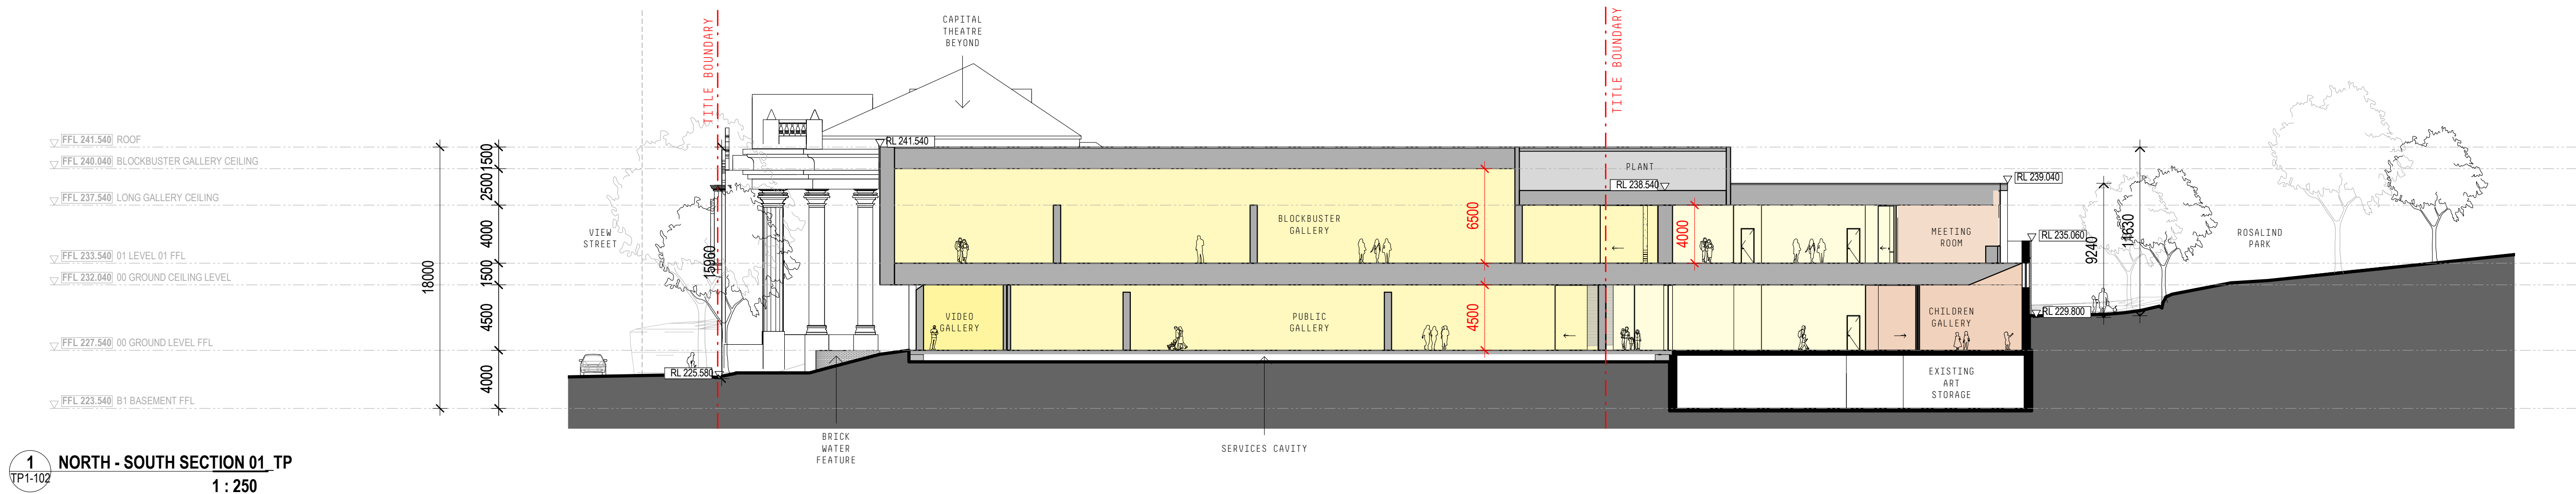 CAPITAL
THEATRE
BEYOND
TITLE BOUNDARY
TITLE BOUNDARY
FFL 241.540 ROOF
FFL 240.040 BLOCKBUSTER GALLERY CEILING
FFL 237.540 LONG GALLERY CEILING
FFL 233.540 01 LEVEL 01 FFL
FFL 232.040 00 GROUND CEILING LEVEL
FFL 227.540 00 GROUND LEVEL FFL
FFL 223.540 B1 BASEMENT FFL
18000
1500
2500
4000
1500
4500
4000
VIEW
STREET
15960
RL 225.580
RL 241.540
PLANT
RL 238.540
RL 239.040
BLOCKBUSTER
GALLERY
6500
4000
MEETING
ROOM
RL 235.060
9240
11630
ROSALIND
PARK
VIDEO
GALLERY
PUBLIC
GALLERY
4500
CHILDREN
GALLERY
RL 229.800
EXISTING
ART
STORAGE
BRICK
WATER
FEATURE
SERVICES CAVITY
1
TP1-102
NORTH - SOUTH SECTION 01_TP
1 : 250